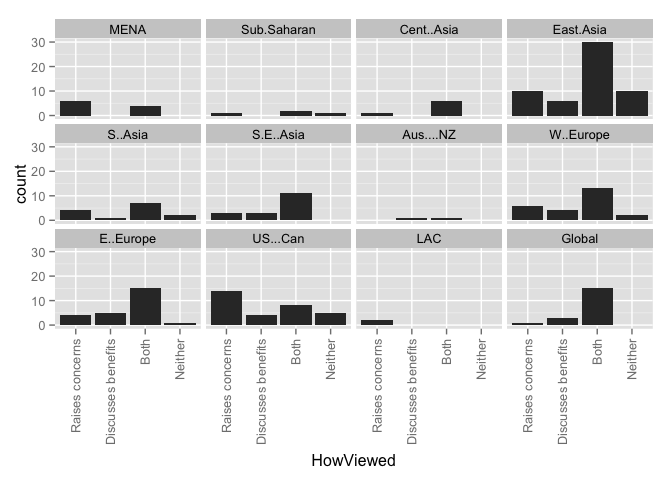 MENA Sub.Saharan Cent..Asia East.Asia
30
20
10
0
S..Asia S.E..Asia Aus....NZ W..Europe
30
20
10
0
count
E..Europe US...Can LAC Global
30
20
10
0
Raises concerns Discusses benefits Both Neither Raises concerns Discusses benefits Both Neither Raises concerns Discusses benefits Both Neither Raises concerns Discusses benefits Both Neither
HowViewed